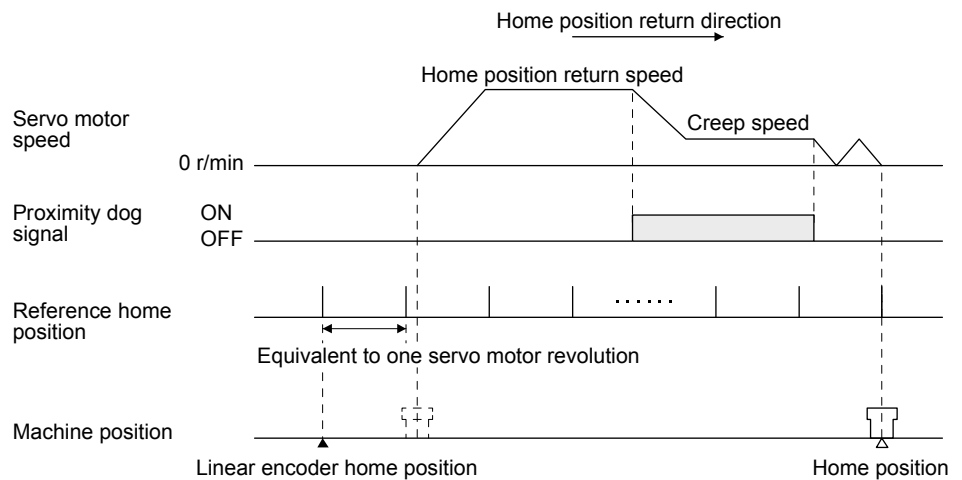 Home position return direction
Home position return speed
Servo motor
speed
Creep speed
0 r/min
Proximity dog
signal
ON
OFF
Reference home
position
Equivalent to one servo motor revolution
Machine position
Linear encoder home position
Home position